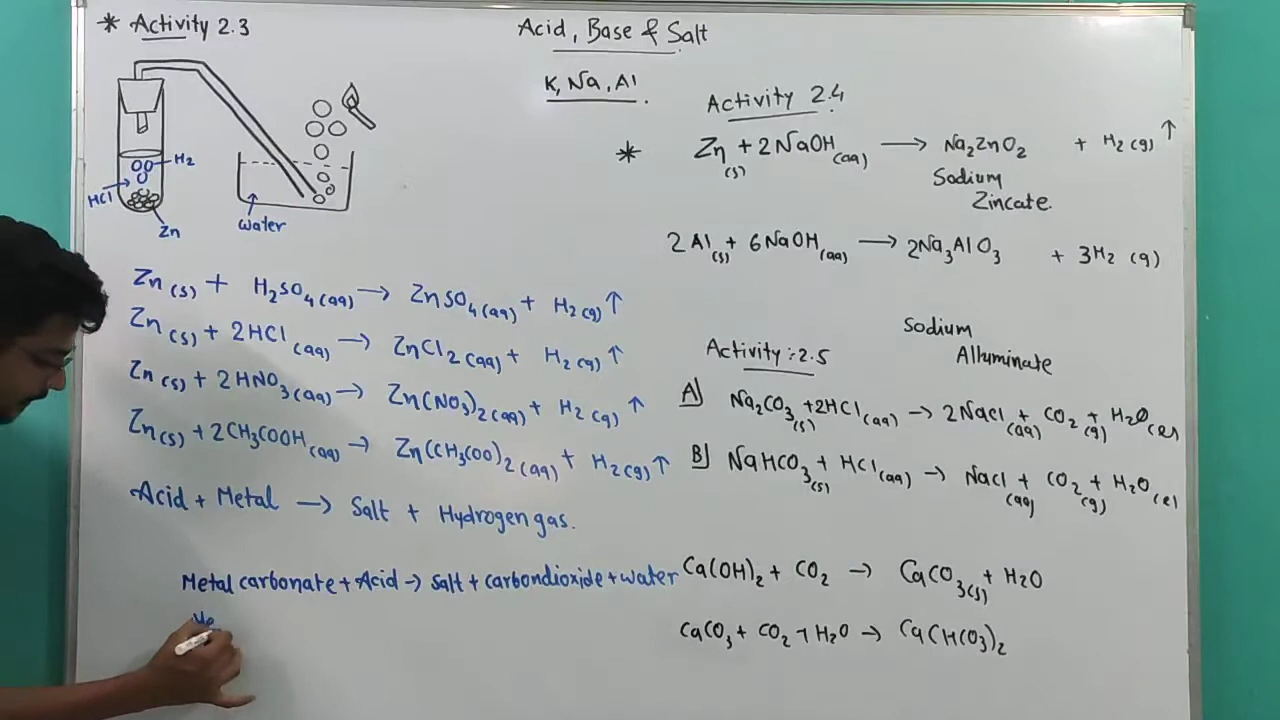 * Activity 2.3
Acid, Base & Salt
K, Na, Al
H2
HCl
Zn
water
Zn(s) + H2SO4(aq) → ZnSO4(aq) + H2(g)↑
Zn(s) + 2HCl(aq) → ZnCl2(aq) + H2(g)↑
Zn(s) + 2HNO3(aq) → Zn(NO3)2(aq) + H2(g)↑
Zn(s) + 2CH3COOH(aq) → Zn(CH3COO)2(aq) + H2(g)↑
Acid + Metal → Salt + Hydrogen gas.
Metal carbonate + Acid → Salt + carbondioxide + water
Me
Activity 2.4
* Zn(s) + 2NaOH(aq) → Na2ZnO2 + H2(g)↑
Sodium
Zincate.
2Al(s) + 6NaOH(aq) → 2Na3AlO3 + 3H2(g)
Sodium
Alluminate
Activity:-2.5
A) Na2CO3(s) + 2HCl(aq) → 2NaCl(aq) + CO2(g) + H2O(l)
B) NaHCO3(s) + HCl(aq) → NaCl(aq) + CO2(g) + H2O(l)
Ca(OH)2 + CO2 → CaCO3(s) + H2O
CaCO3 + CO2 + H2O → Ca(HCO3)2